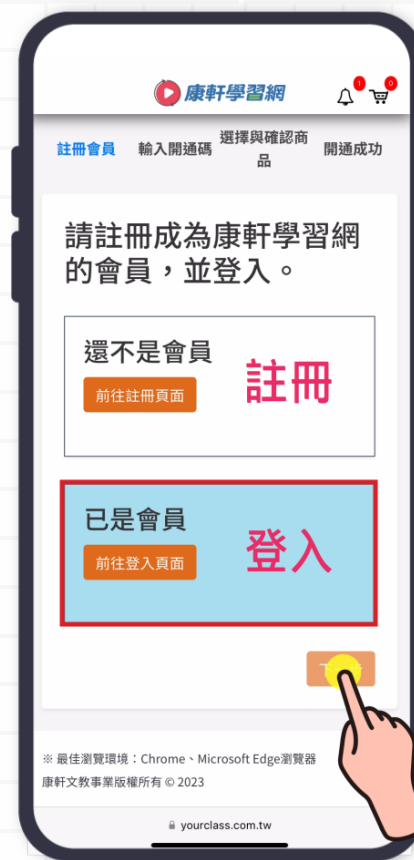 康軒學習網
1
0
註冊會員 輸入開通碼 選擇與確認商品 開通成功
請註冊成為康軒學習網
的會員，並登入。
還不是會員
前往註冊頁面
註冊
已是會員
前往登入頁面
登入
※ 最佳瀏覽環境：Chrome、Microsoft Edge瀏覽器
康軒文教事業版權所有 © 2023
yourclass.com.tw